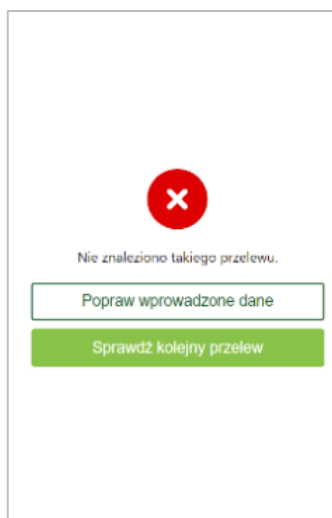 Nie znaleziono takiego przelewu.
Popraw wprowadzone dane
Sprawdź kolejny przelew